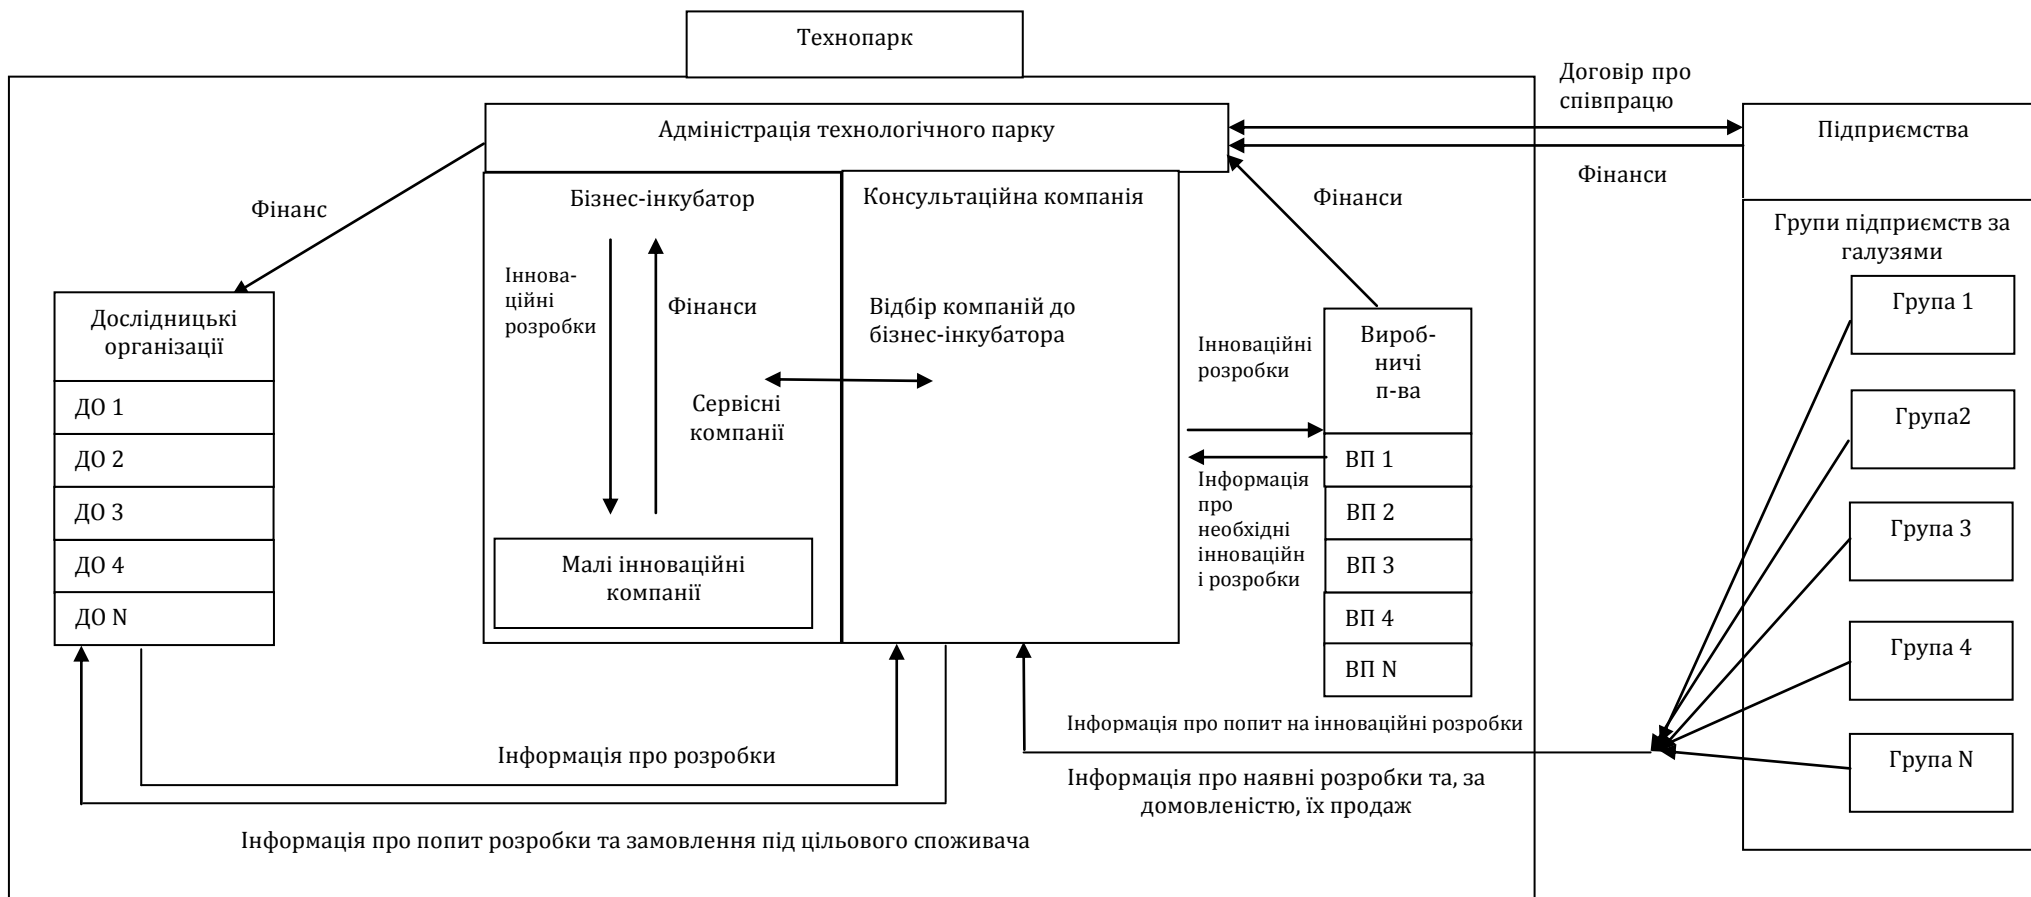 Технопарк
Договір про
співпрацю
Адміністрація технологічного парку
Підприємства
Фінанси
Фінанс
Бізнес-інкубатор
Консультаційна компанія
Фінанси
Групи підприємств за
галузями
Іннова-
ційні
розробки
Фінанси
Відбір компаній до
бізнес-інкубатора
Сервісні
компанії
Малі інноваційні
компанії
Дослідницькі
організації
ДО 1
ДО 2
ДО 3
ДО 4
ДО N
Інноваційні
розробки
Вироб-
ничі
п-ва
ВП 1
ВП 2
ВП 3
ВП 4
ВП N
Інформація
про
необхідні
інноваційн
і розробки
Група 1
Група2
Група 3
Група 4
Група N
Інформація про попит на інноваційні розробки
Інформація про розробки
Інформація про наявні розробки та, за
домовленістю, їх продаж
Інформація про попит розробки та замовлення під цільового споживача